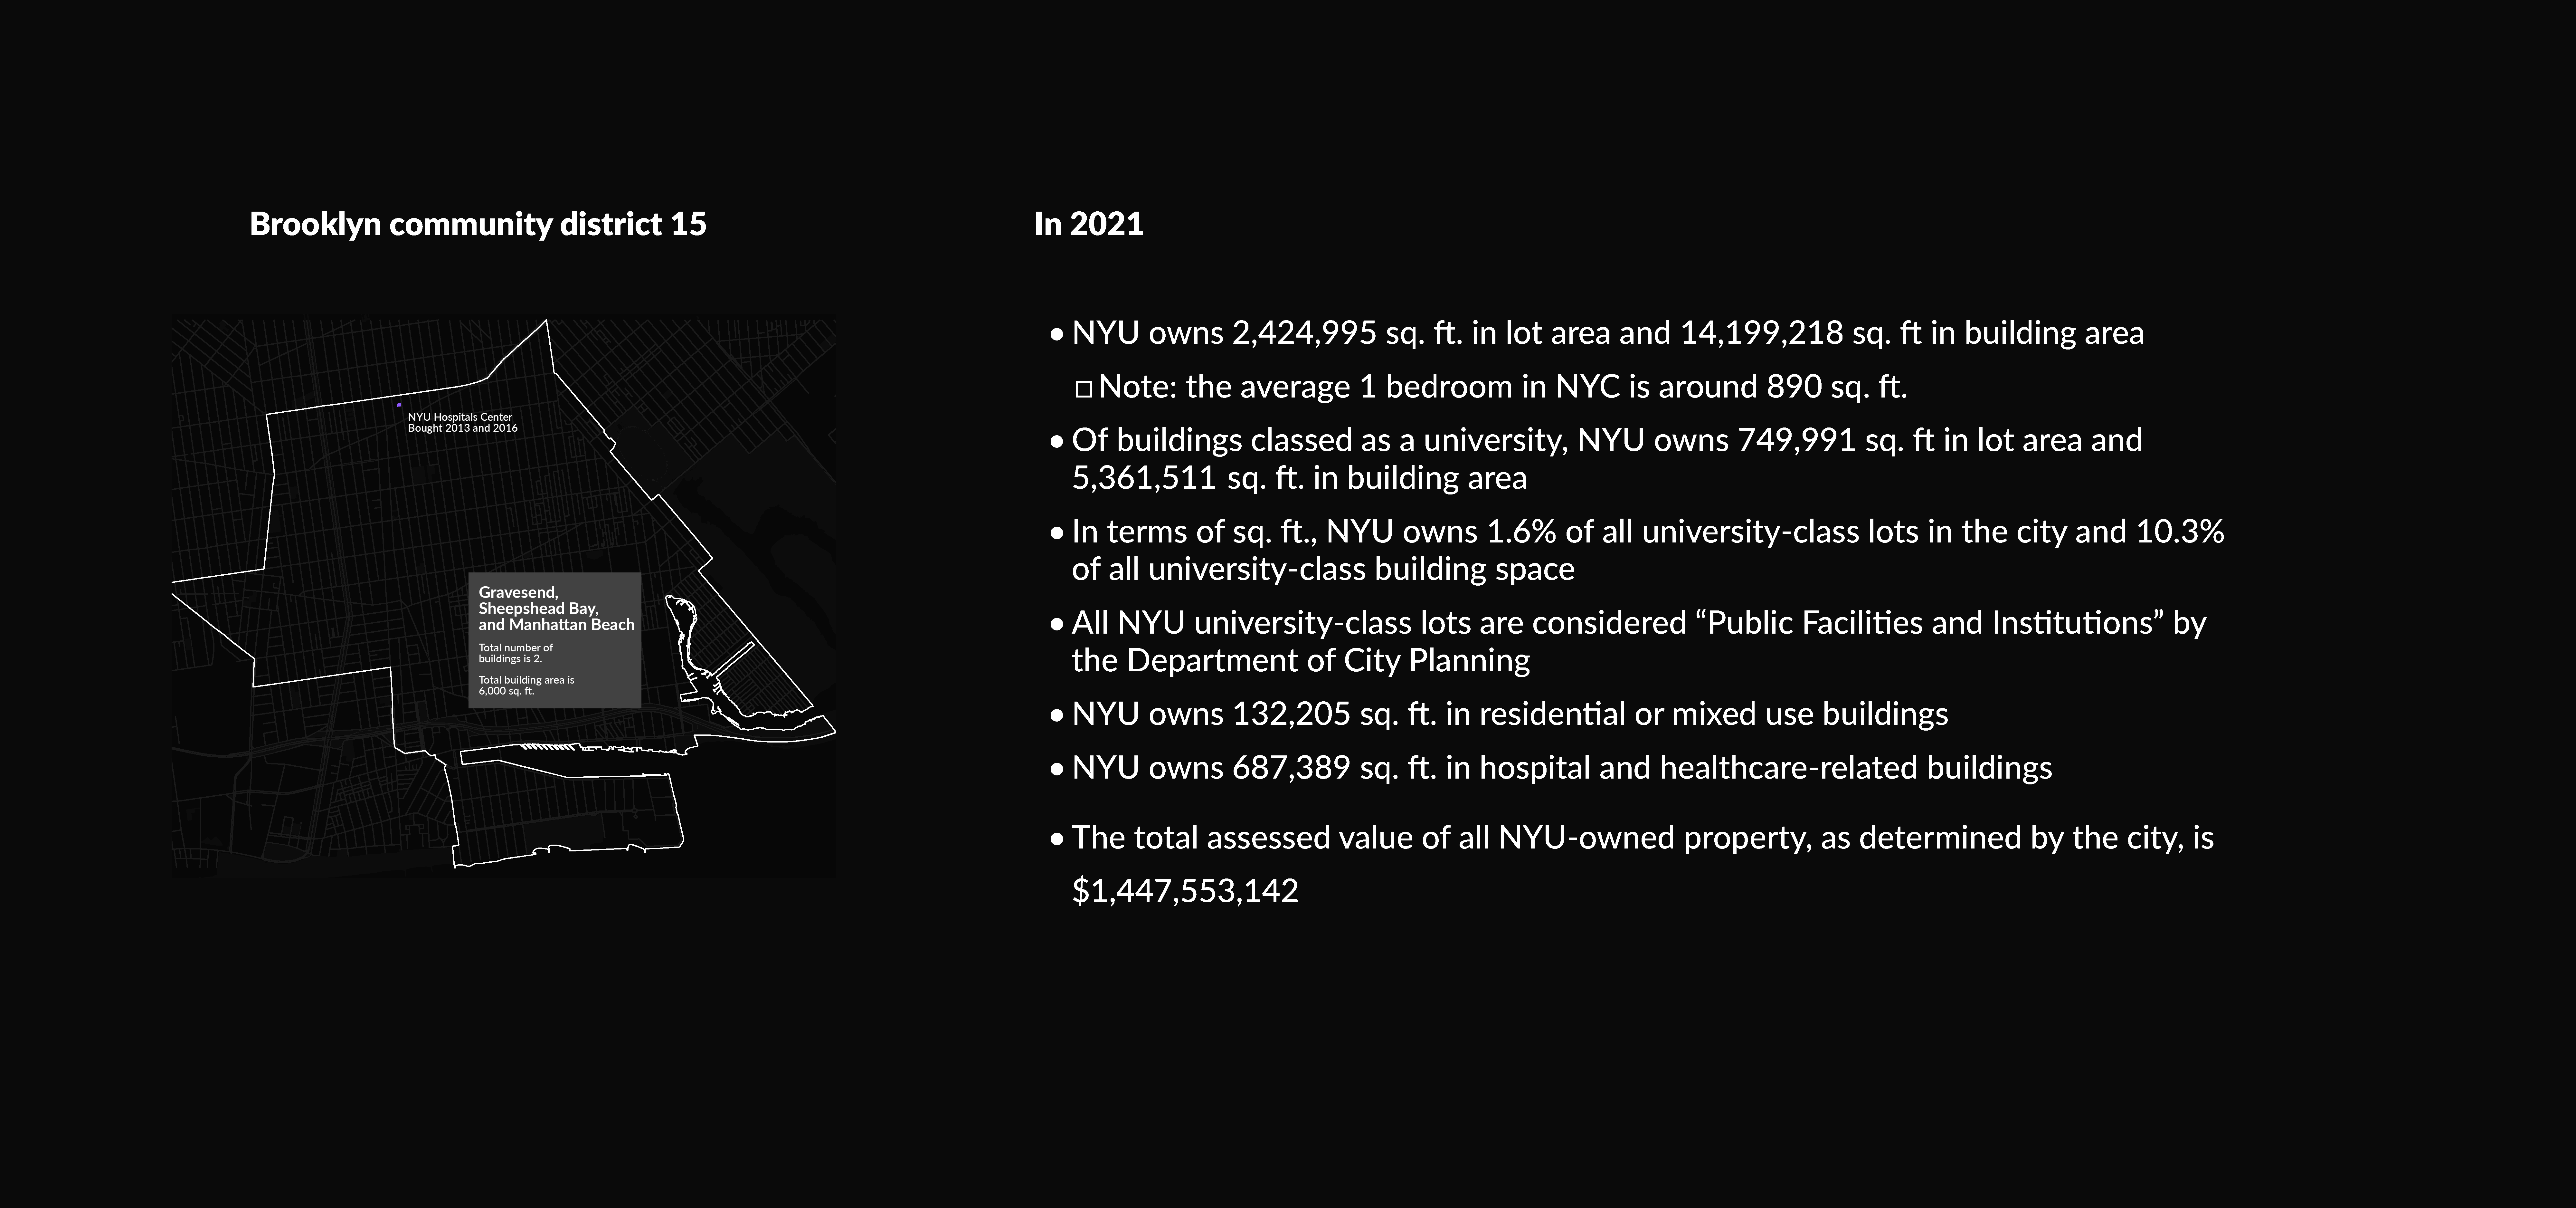 Brooklyn community district 15
NYU Hospitals Center
Bought 2013 and 2016
Gravesend,
Sheepshead Bay,
and Manhattan Beach
Total number of
buildings is 2.
Total building area is
6,000 sq. ft.
In 2021
• NYU owns 2,424,995 sq. ft. in lot area and 14,199,218 sq. ft in building area
□ Note: the average 1 bedroom in NYC is around 890 sq. ft.
• Of buildings classed as a university, NYU owns 749,991 sq. ft in lot area and
5,361,511 sq. ft. in building area
• In terms of sq. ft., NYU owns 1.6% of all university-class lots in the city and 10.3%
of all university-class building space
• All NYU university-class lots are considered “Public Facilities and Institutions” by
the Department of City Planning
• NYU owns 132,205 sq. ft. in residential or mixed use buildings
• NYU owns 687,389 sq. ft. in hospital and healthcare-related buildings
• The total assessed value of all NYU-owned property, as determined by the city, is
$1,447,553,142